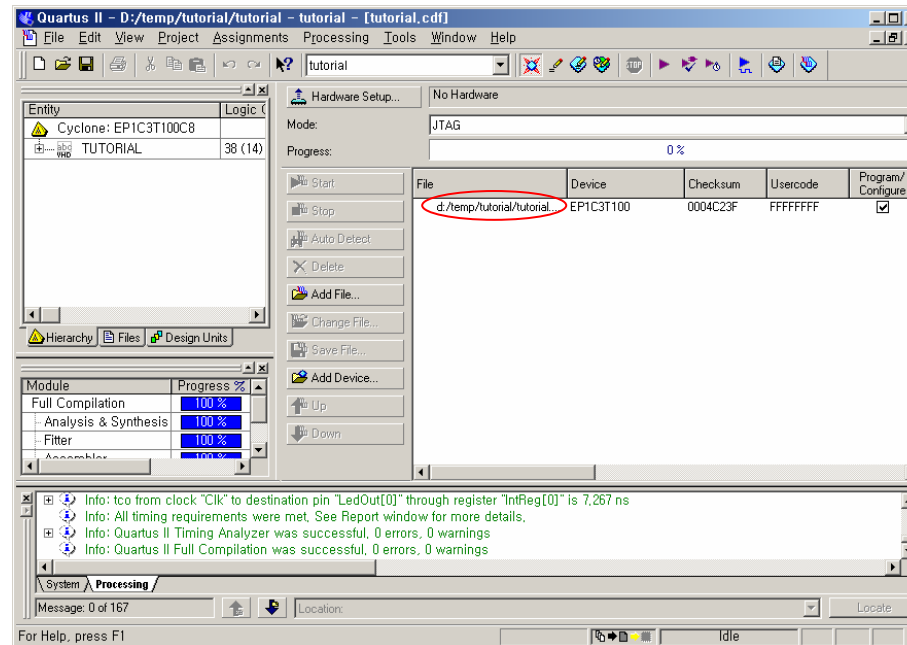 Quartus II - D:/temp/tutorial/tutorial - tutorial - [tutorial.cdf]
File Edit View Project Assignments Processing Tools Window Help
tutorial
STOP
Entity Logic C
Cyclone: EP1C3T100C8
abc VHD TUTORIAL 38 (14)
Hierarchy Files Design Units
Module Progress %
Full Compilation 100 %
Analysis & Synthesis 100 %
Fitter 100 %
Assembler 100 %
Hardware Setup... No Hardware
Mode: JTAG
Progress: 0 %
Start
Stop
Auto Detect
Delete
Add File...
Change File...
Save File...
Add Device...
Up
Down
File Device Checksum Usercode Program/ Configure
d:/temp/tutorial/tutorial... EP1C3T100 0004C23F FFFFFFFF
Info: tco from clock "Clk" to destination pin "LedOut[0]" through register "IntReg[0]" is 7,267 ns
Info: All timing requirements were met, See Report window for more details,
Info: Quartus II Timing Analyzer was successful, 0 errors, 0 warnings
Info: Quartus II Full Compilation was successful, 0 errors, 0 warnings
System Processing
Message: 0 of 167 Location: Locate
For Help, press F1 Idle